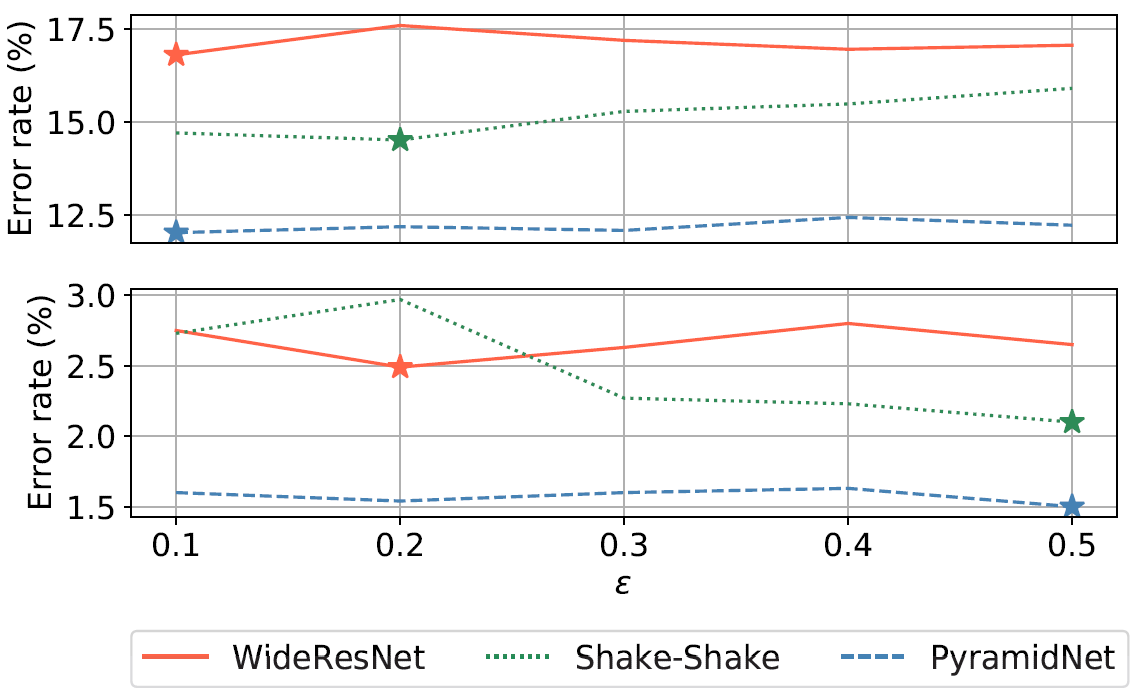 Error rate (%)
17.5
15.0
12.5
Error rate (%)
3.0
2.5
2.0
1.5
0.1 0.2 0.3 0.4 0.5
ε
WideResNet Shake-Shake PyramidNet